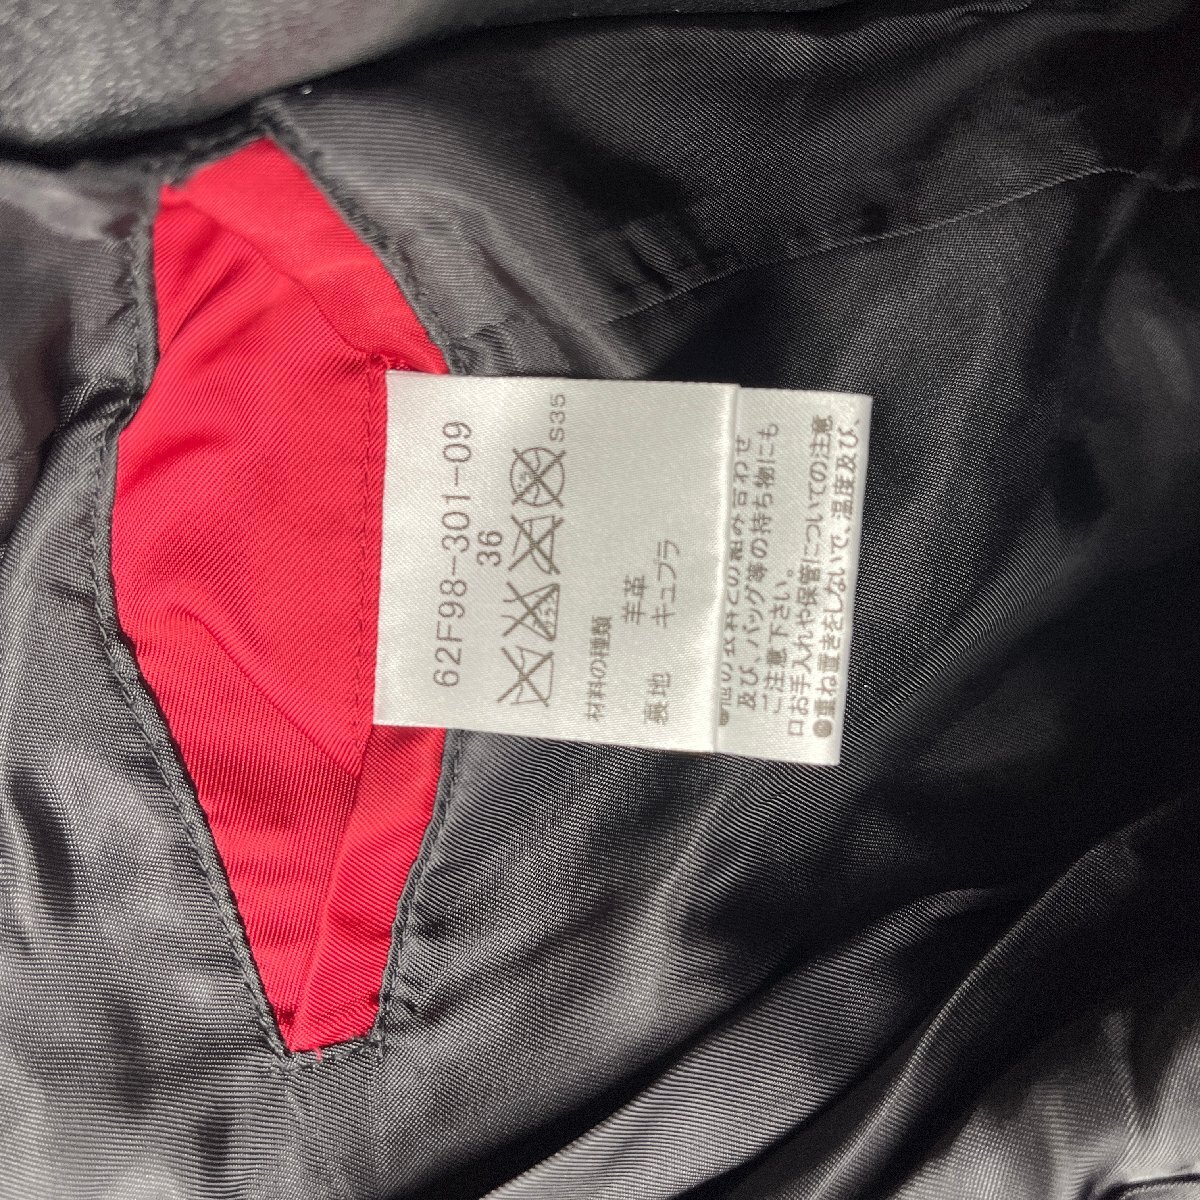 62F98-301-09
36
S35
材料の種類
羊革
裏地 キュプラ
及び、バッグ等の持ち物にも
ご注意下さい。
口お手入れや保管についての注意
●重ね置きをしないで、温度及び、